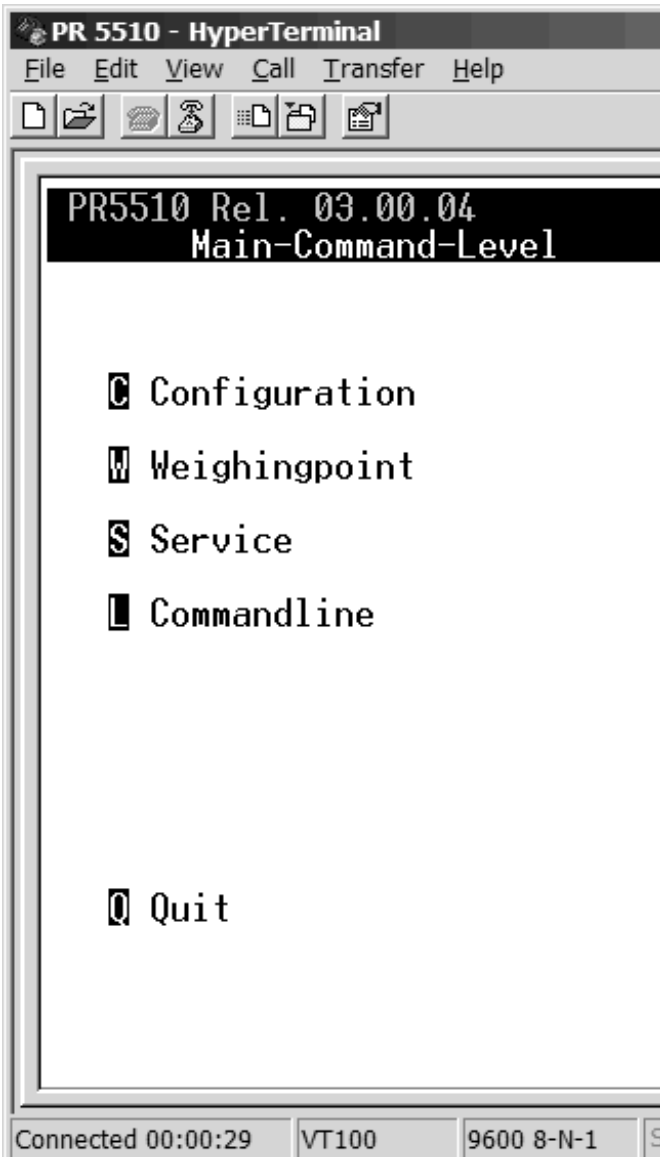 PR 5510 - HyperTerminal
File Edit View Call Transfer Help
PR5510 Rel. 03.00.04
Main-Command-Level
C Configuration
W Weighingpoint
S Service
L Commandline
Q Quit
Connected 00:00:29 VT100 9600 8-N-1